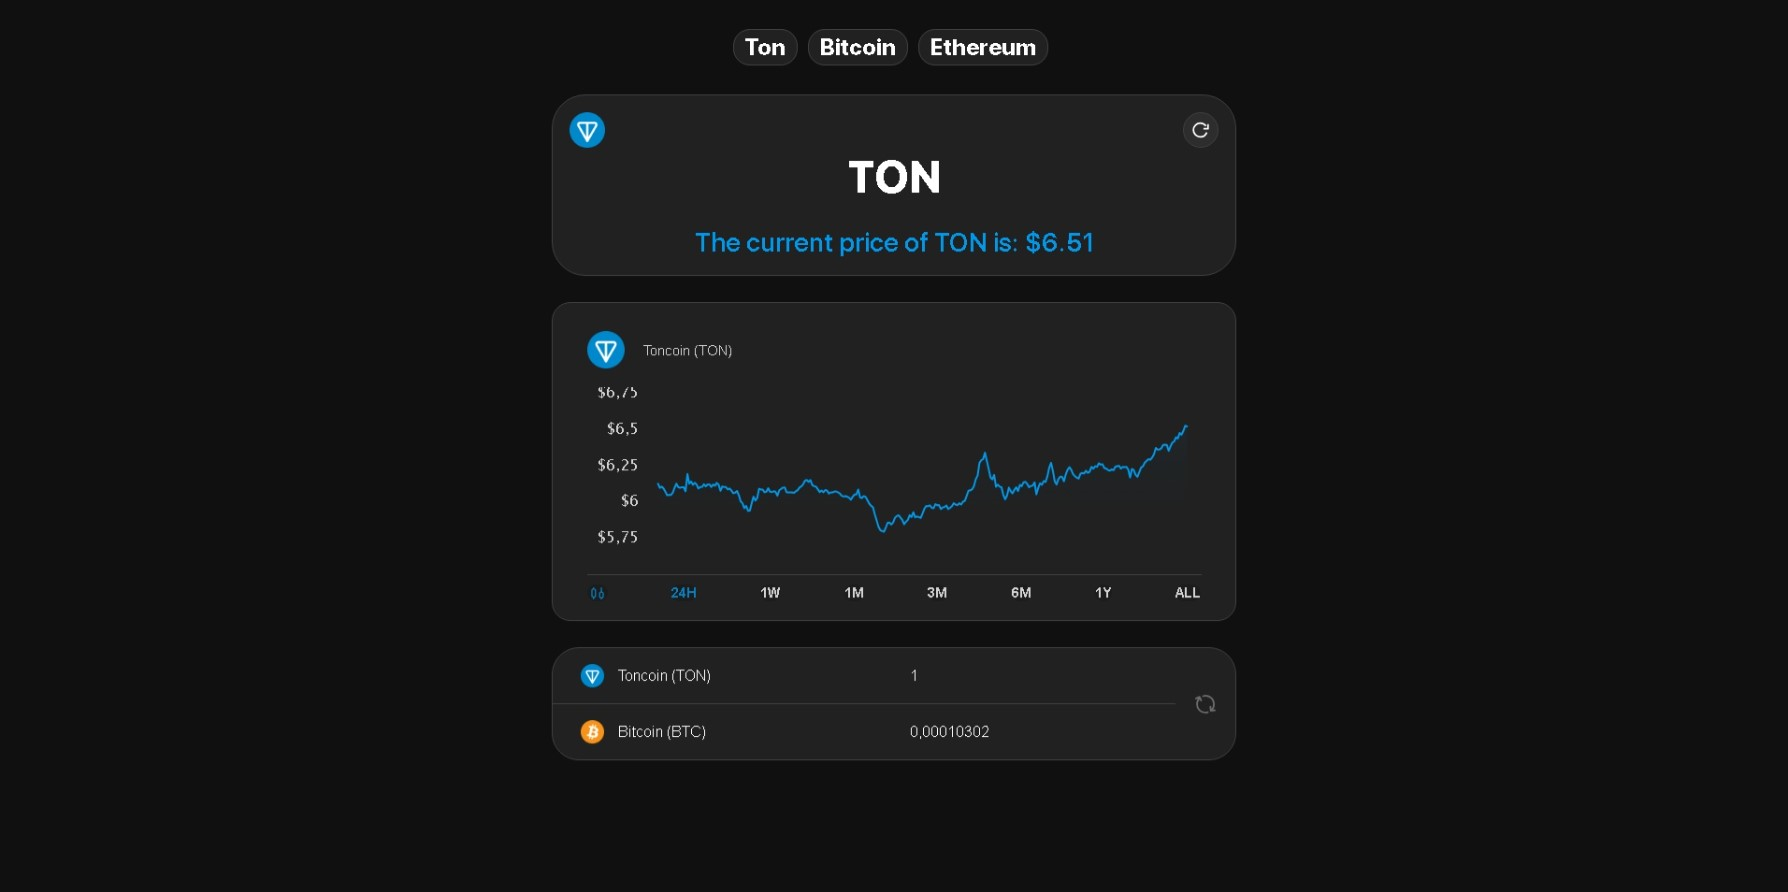 Ton Bitcoin Ethereum
TON
The current price of TON is: $6.51
Toncoin (TON)
$6,75
$6,5
$6,25
$6
$5,75
06 24H 1W 1M 3M 6M 1Y ALL
Toncoin (TON) 1
Bitcoin (BTC) 0,00010302